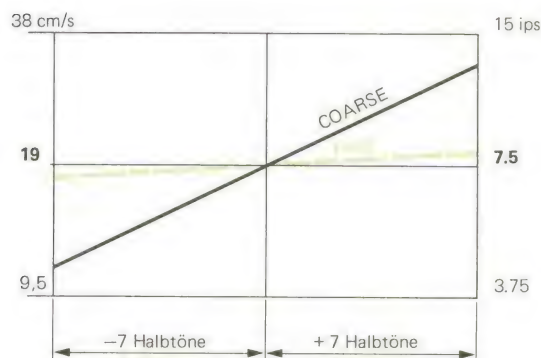 38 cm/s
15 ips
COARSE
19
7.5
9,5
3.75
–7 Halbtöne
+ 7 Halbtöne